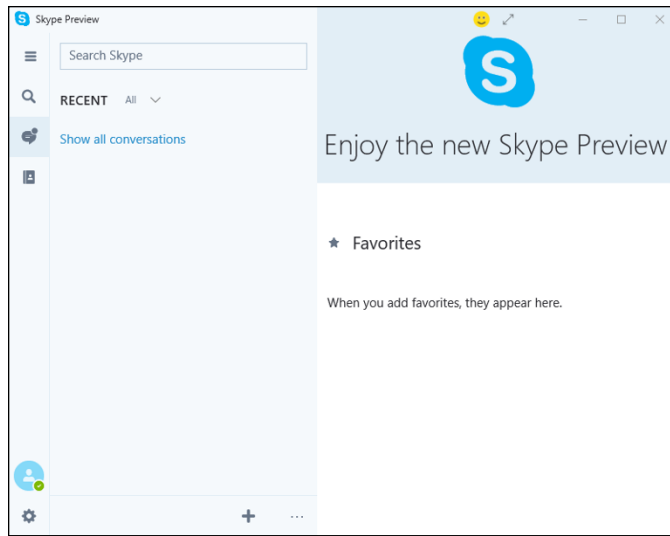 Skype Preview
Search Skype
RECENT All
Show all conversations
Enjoy the new Skype Preview
Favorites
When you add favorites, they appear here.